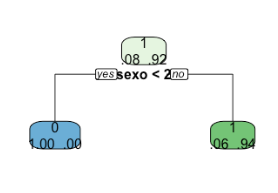 1
.08 .92
yes sexo < 2 no
0 1
1.00 .00 .06 .94